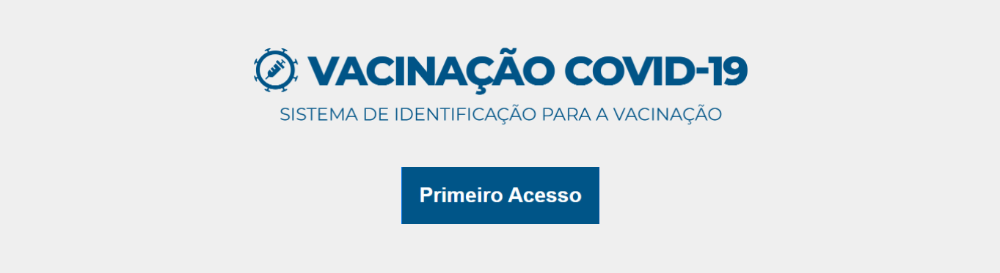 VACINAÇÃO COVID-19
SISTEMA DE IDENTIFICAÇÃO PARA A VACINAÇÃO
Primeiro Acesso